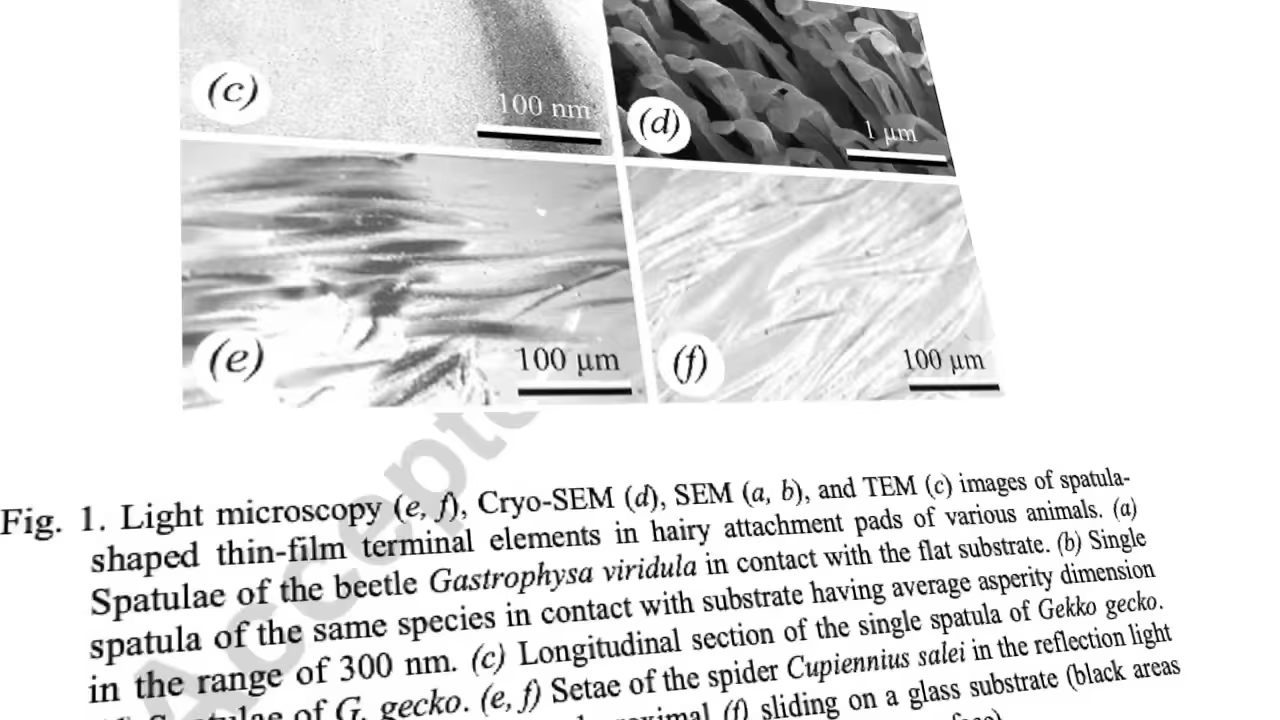 (c) 100 nm (d) 1 µm
(e) 100 µm (f) 100 µm
Accept
Fig. 1. Light microscopy (e, f), Cryo-SEM (d), SEM (a, b), and TEM (c) images of spatula-
shaped thin-film terminal elements in hairy attachment pads of various animals. (a)
Spatulae of the beetle Gastrophysa viridula in contact with the flat substrate. (b) Single
spatula of the same species in contact with substrate having average asperity dimension
in the range of 300 nm. (c) Longitudinal section of the single spatula of Gekko gecko.
of G. gecko. (e, f) Setae of the spider Cupiennius salei in the reflection light
(f) sliding on a glass substrate (black areas